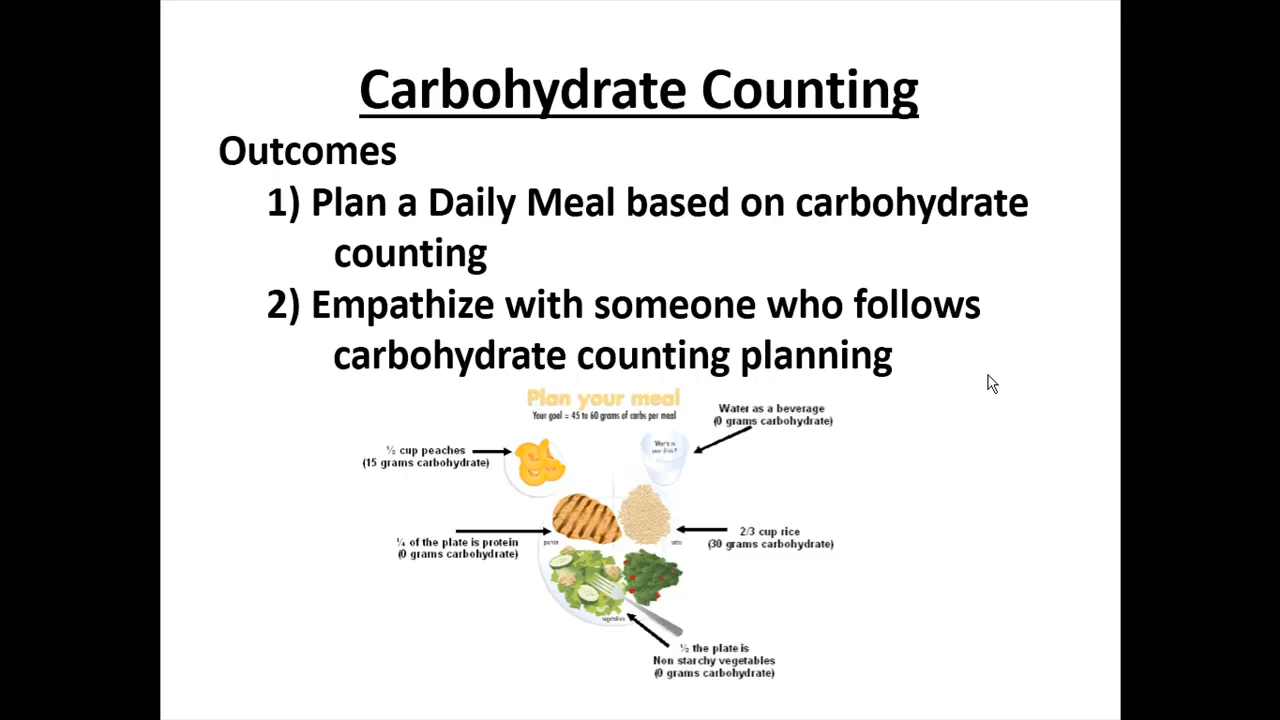 Carbohydrate Counting
Outcomes
1) Plan a Daily Meal based on carbohydrate
counting
2) Empathize with someone who follows
carbohydrate counting planning
Plan your meal
Your goal = 45 to 60 grams of carbs per meal
Water as a beverage
(0 grams carbohydrate)
½ cup peaches
(15 grams carbohydrate)
2/3 cup rice
(30 grams carbohydrate)
¼ of the plate is protein
(0 grams carbohydrate)
vegetables
½ the plate is
Non starchy vegetables
(0 grams carbohydrate)